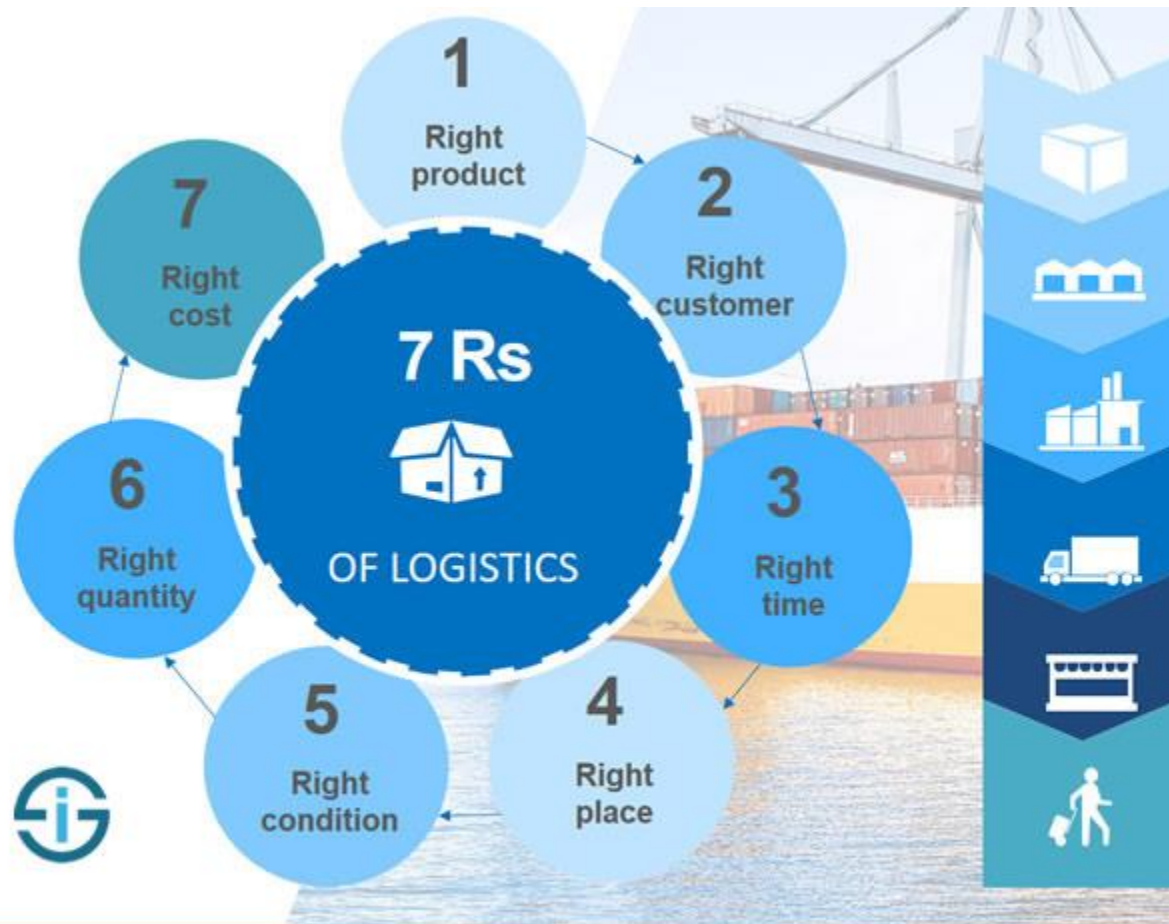 7 Rs
OF LOGISTICS
1
Right
product
2
Right
customer
3
Right
time
4
Right
place
5
Right
condition
6
Right
quantity
7
Right
cost